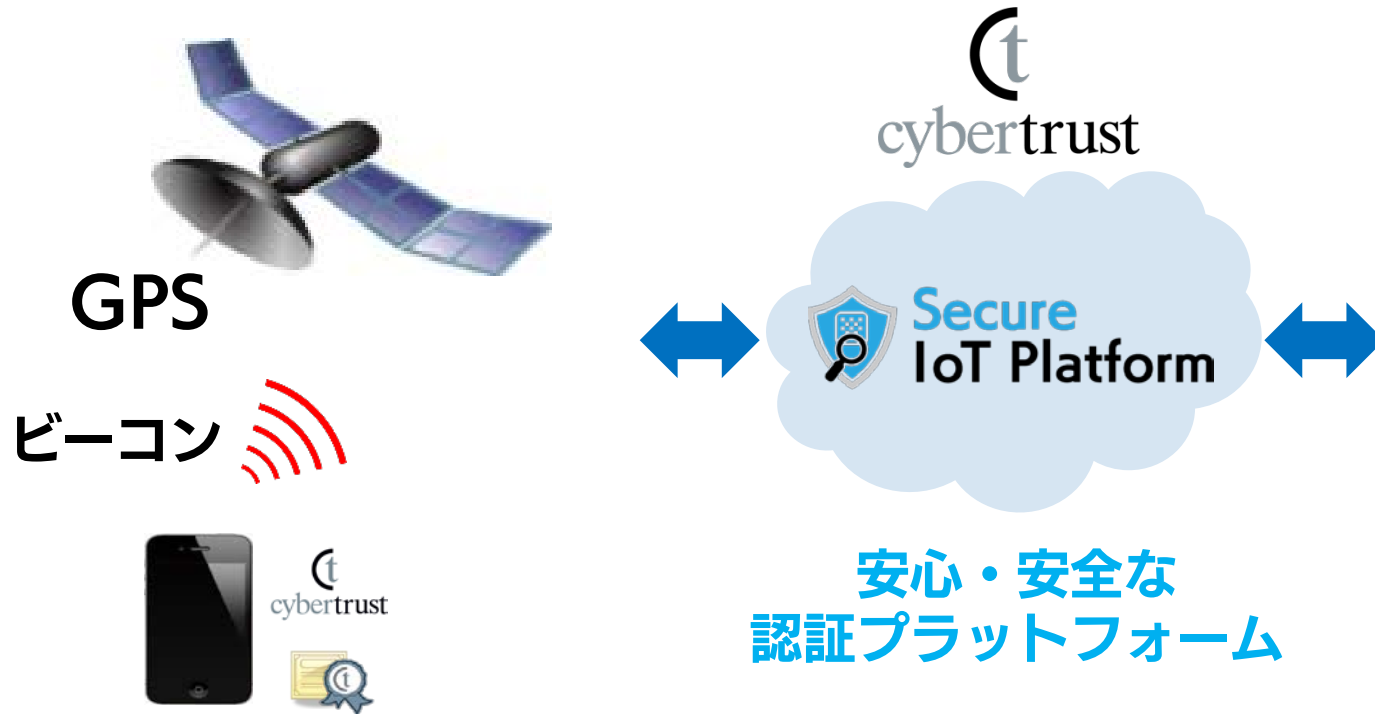 GPS
ビーコン
cybertrust
cybertrust
Secure
IoT Platform
安心・安全な
認証プラットフォーム